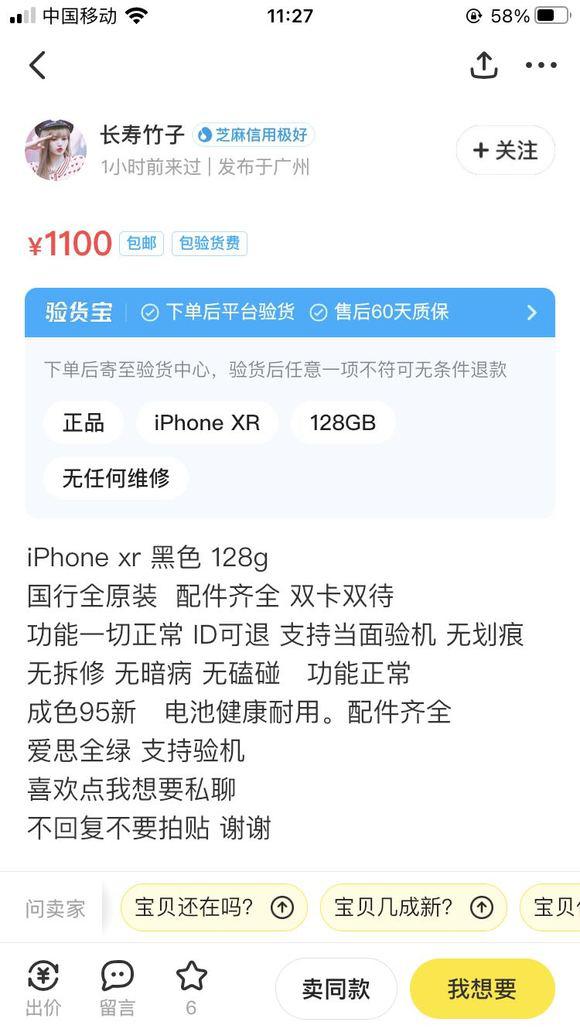 中国移动 11:27 58%
长寿竹子 芝麻信用极好
1小时前来过 | 发布于广州
+ 关注
¥1100 包邮 包验货费
验货宝 下单后平台验货 售后60天质保
下单后寄至验货中心，验货后任意一项不符可无条件退款
正品 iPhone XR 128GB
无任何维修
iPhone xr 黑色 128g
国行全原装 配件齐全 双卡双待
功能一切正常 ID可退 支持当面验机 无划痕
无拆修 无暗病 无磕碰 功能正常
成色95新 电池健康耐用。配件齐全
爱思全绿 支持验机
喜欢点我想要私聊
不回复不要拍贴 谢谢
问卖家 宝贝还在吗？ 宝贝几成新？ 宝贝
出价 留言 6 卖同款 我想要